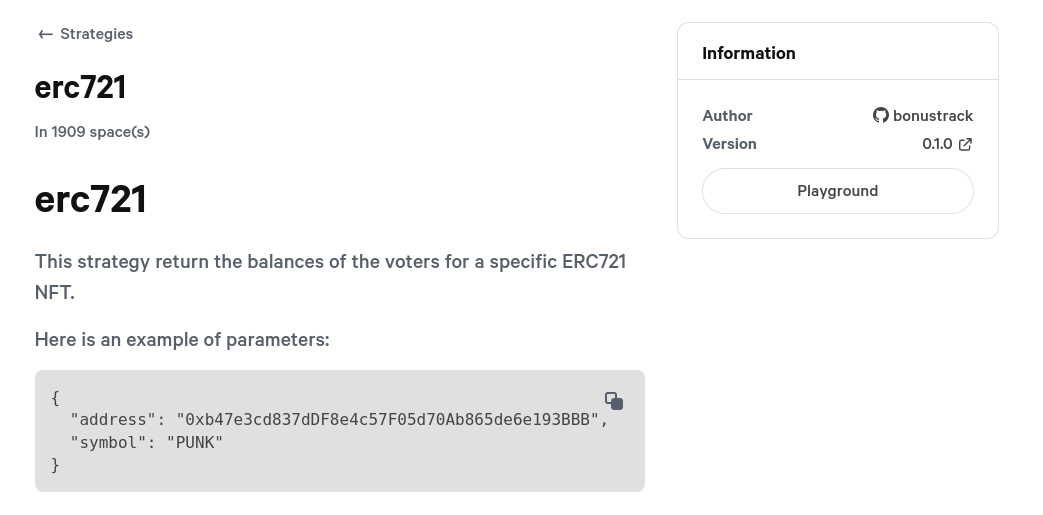 ← Strategies
erc721
In 1909 space(s)
erc721
This strategy return the balances of the voters for a specific ERC721
NFT.
Here is an example of parameters:
{
  "address": "0xb47e3cd837dDF8e4c57F05d70Ab865de6e193BBB",
  "symbol": "PUNK"
}
Information
Author bonustrack
Version 0.1.0
Playground